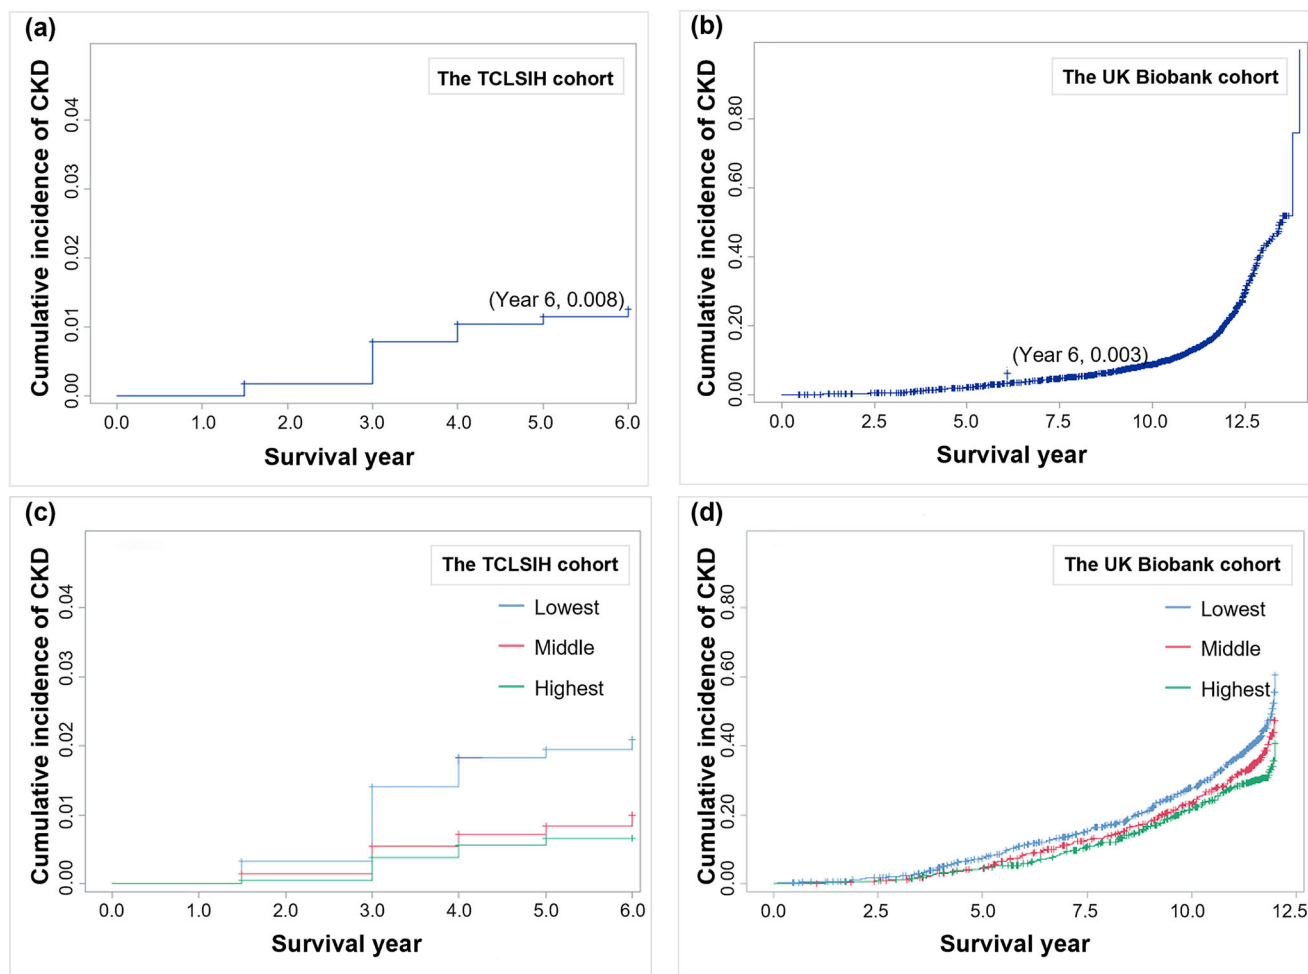 (a)
The TCLSIH cohort
Cumulative incidence of CKD
0.04
0.03
0.02
0.01
0.00
(Year 6, 0.008)
0.0 1.0 2.0 3.0 4.0 5.0 6.0
Survival year
(b)
The UK Biobank cohort
Cumulative incidence of CKD
0.80
0.60
0.40
0.20
0.00
(Year 6, 0.003)
0.0 2.5 5.0 7.5 10.0 12.5
Survival year
(c)
The TCLSIH cohort
Lowest
Middle
Highest
Cumulative incidence of CKD
0.04
0.03
0.02
0.01
0.00
0.0 1.0 2.0 3.0 4.0 5.0 6.0
Survival year
(d)
The UK Biobank cohort
Lowest
Middle
Highest
Cumulative incidence of CKD
0.80
0.60
0.40
0.20
0.00
0.0 2.5 5.0 7.5 10.0 12.5
Survival year